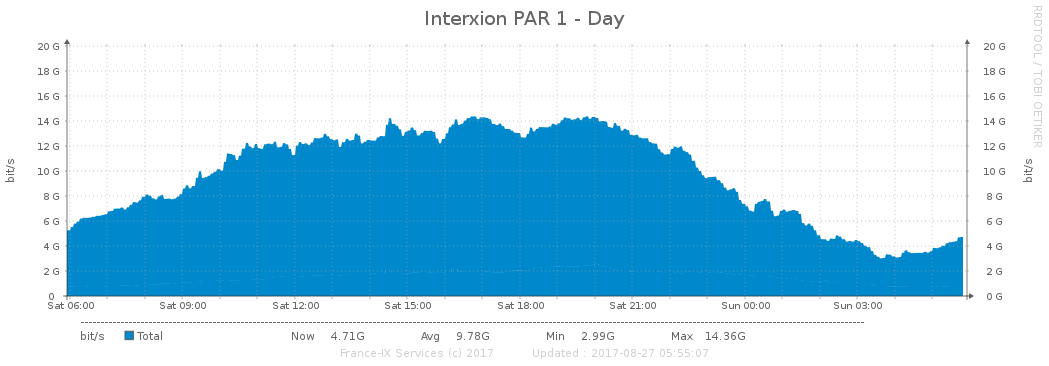 Interxion PAR 1 - Day
RRDTOOL / TOBI OETIKER
bit/s
20 G 20 G
18 G 18 G
16 G 16 G
14 G 14 G
12 G 12 G
10 G 10 G
8 G 8 G
6 G 6 G
4 G 4 G
2 G 2 G
0 0 G
bit/s
Sat 06:00 Sat 09:00 Sat 12:00 Sat 15:00 Sat 18:00 Sat 21:00 Sun 00:00 Sun 03:00
bit/s Total Now 4.71G Avg 9.78G Min 2.99G Max 14.36G
France-IX Services (c) 2017 Updated : 2017-08-27 05:55:07